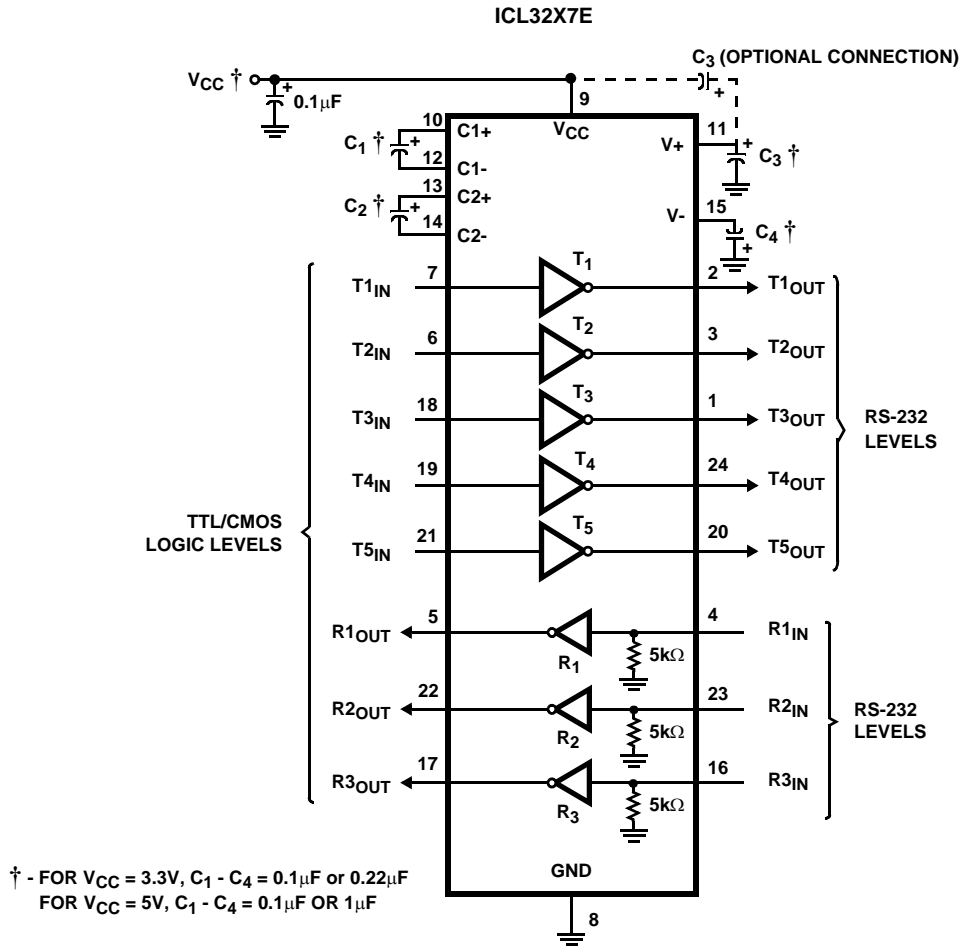 ICL32X7E
C3 (OPTIONAL CONNECTION)
VCC †
+
0.1µF
+
9
VCC
10
C1+
C1 †
+
12
C1-
13
C2+
C2 †
+
14
C2-
11
V+
+
C3 †
15
V-
C4 †
+
T1IN
7
T1
2
T1OUT
T2IN
6
T2
3
T2OUT
T3IN
18
T3
1
T3OUT
T4IN
19
T4
24
T4OUT
T5IN
21
T5
20
T5OUT
TTL/CMOS
LOGIC LEVELS
RS-232
LEVELS
R1OUT
5
R1
5kΩ
4
R1IN
R2OUT
22
R2
5kΩ
23
R2IN
R3OUT
17
R3
5kΩ
16
R3IN
RS-232
LEVELS
GND
8
† - FOR VCC = 3.3V, C1 - C4 = 0.1µF or 0.22µF
FOR VCC = 5V, C1 - C4 = 0.1µF OR 1µF